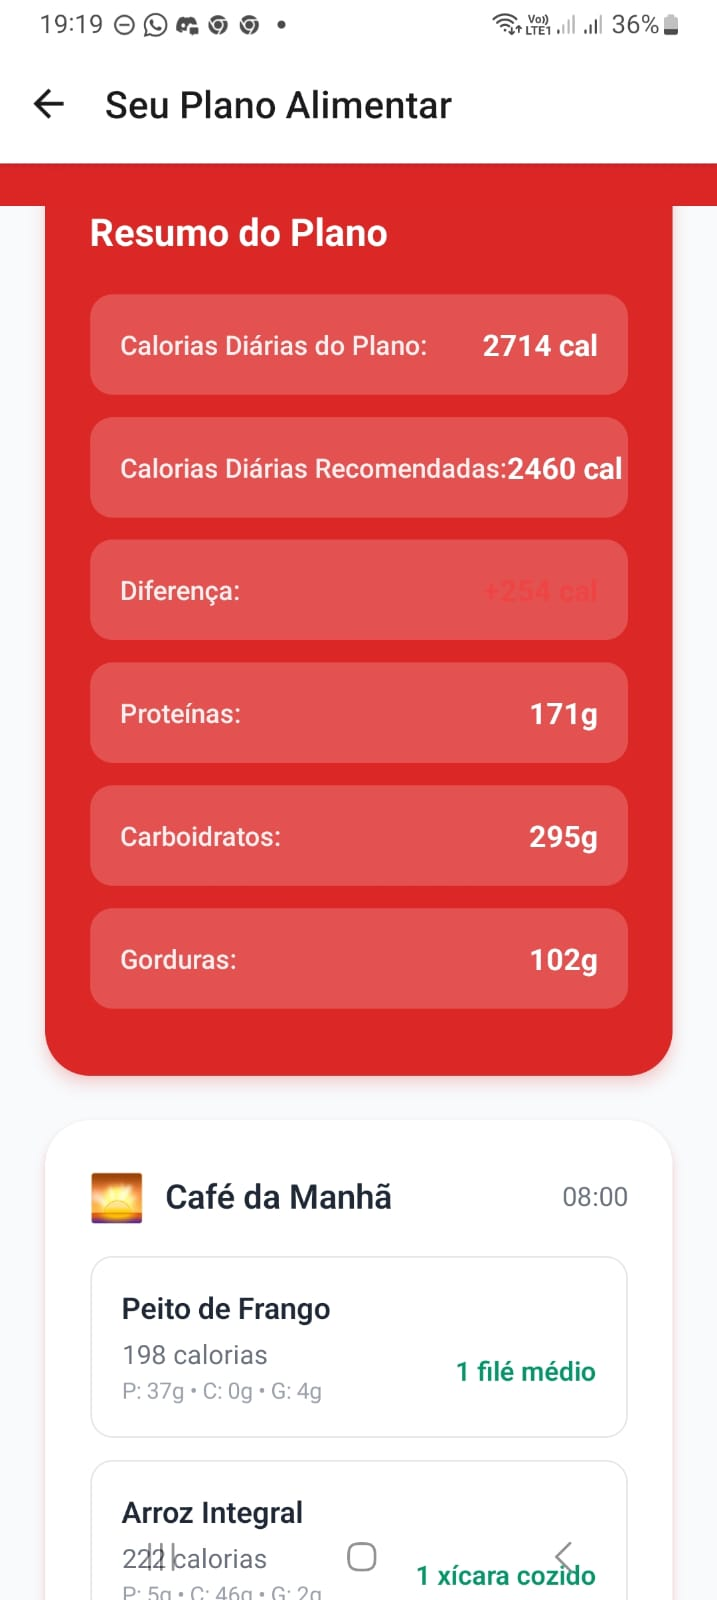 19:19 Vo)) LTE1 36%
Seu Plano Alimentar
Resumo do Plano
Calorias Diárias do Plano: 2714 cal
Calorias Diárias Recomendadas:2460 cal
Diferença: +254 cal
Proteínas: 171g
Carboidratos: 295g
Gorduras: 102g
Café da Manhã 08:00
Peito de Frango
198 calorias
1 filé médio
P: 37g • C: 0g • G: 4g
Arroz Integral
222 calorias
1 xícara cozido
P: 5g • C: 46g • G: 2g